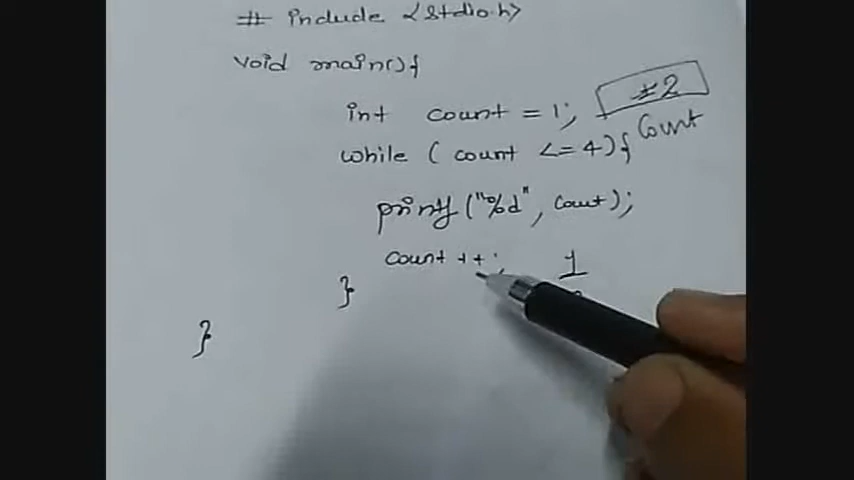 # include <stdio.h>
void main(){
int count = 1;
2
while ( count <= 4){
Count
printf ("%d", count);
count ++;
1
}
}